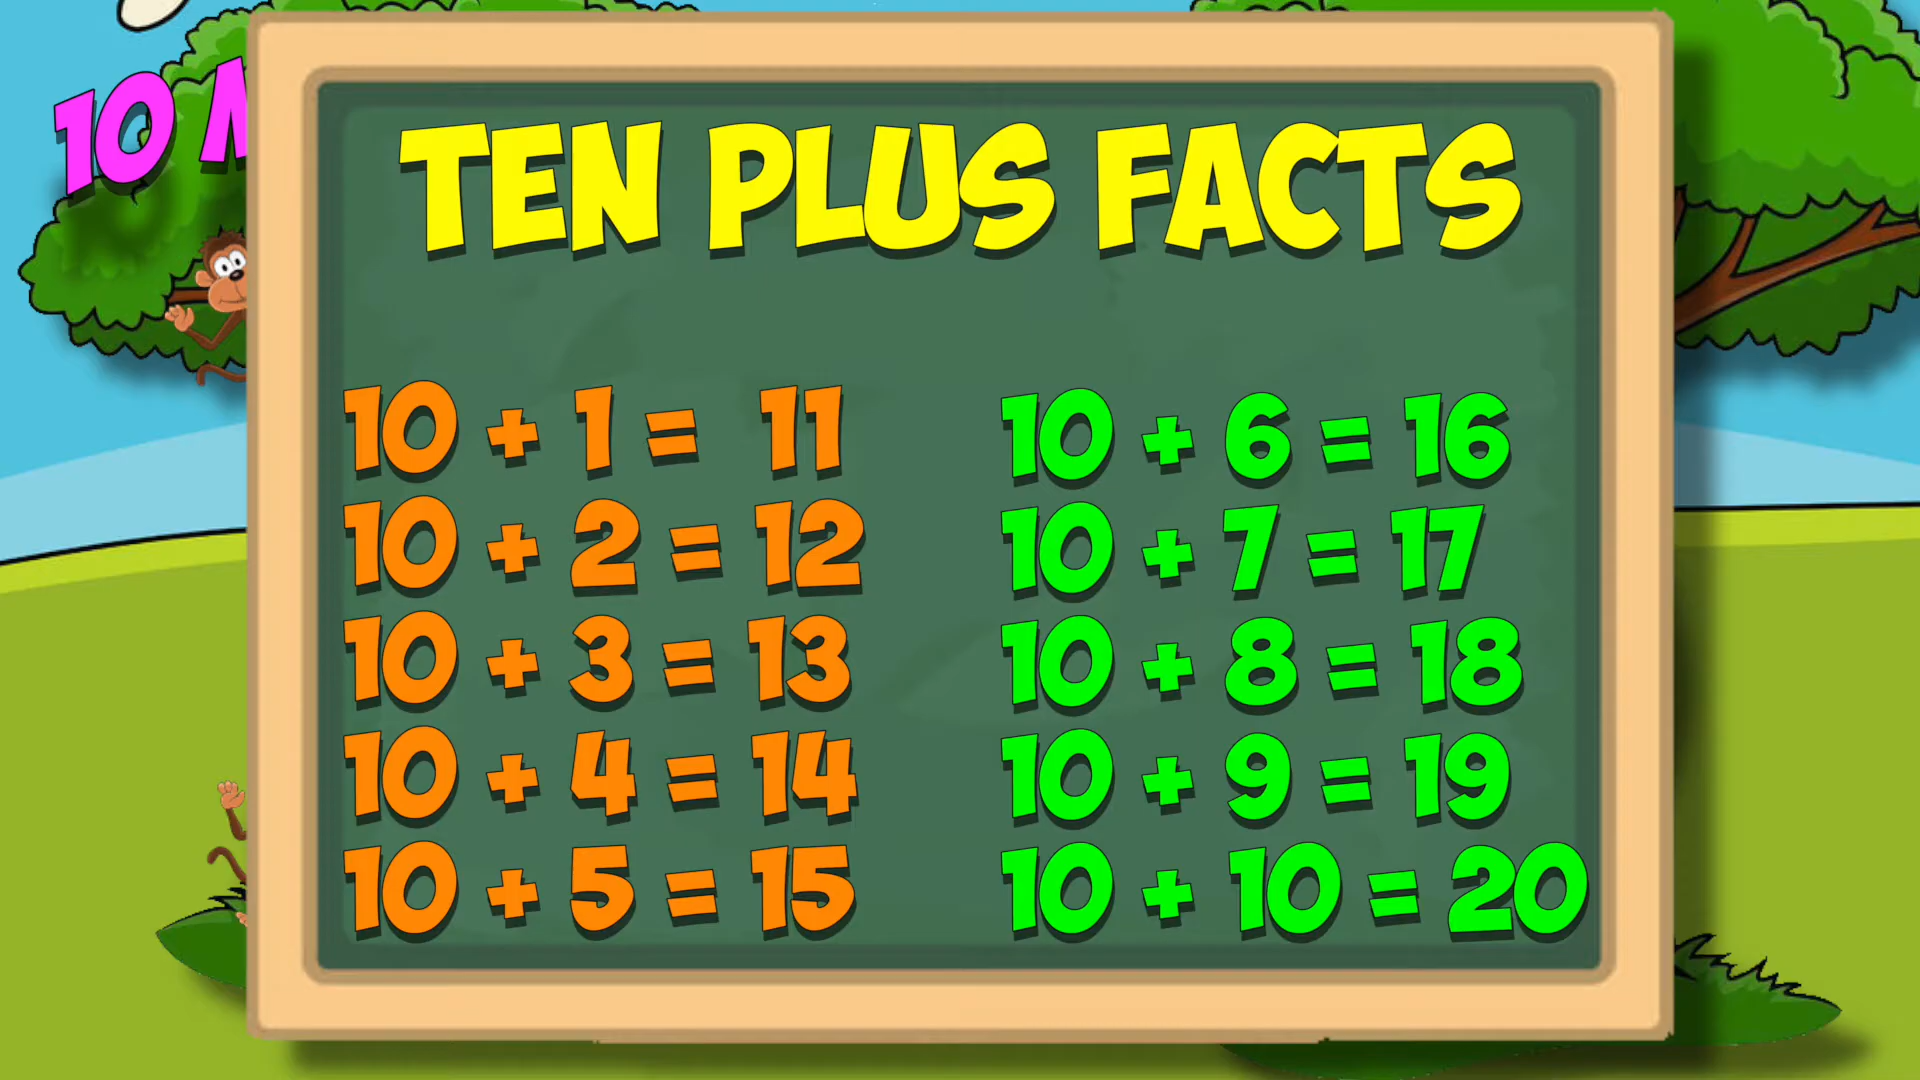 10
TEN PLUS FACTS
10 + 1 = 11
10 + 2 = 12
10 + 3 = 13
10 + 4 = 14
10 + 5 = 15
10 + 6 = 16
10 + 7 = 17
10 + 8 = 18
10 + 9 = 19
10 + 10 = 20